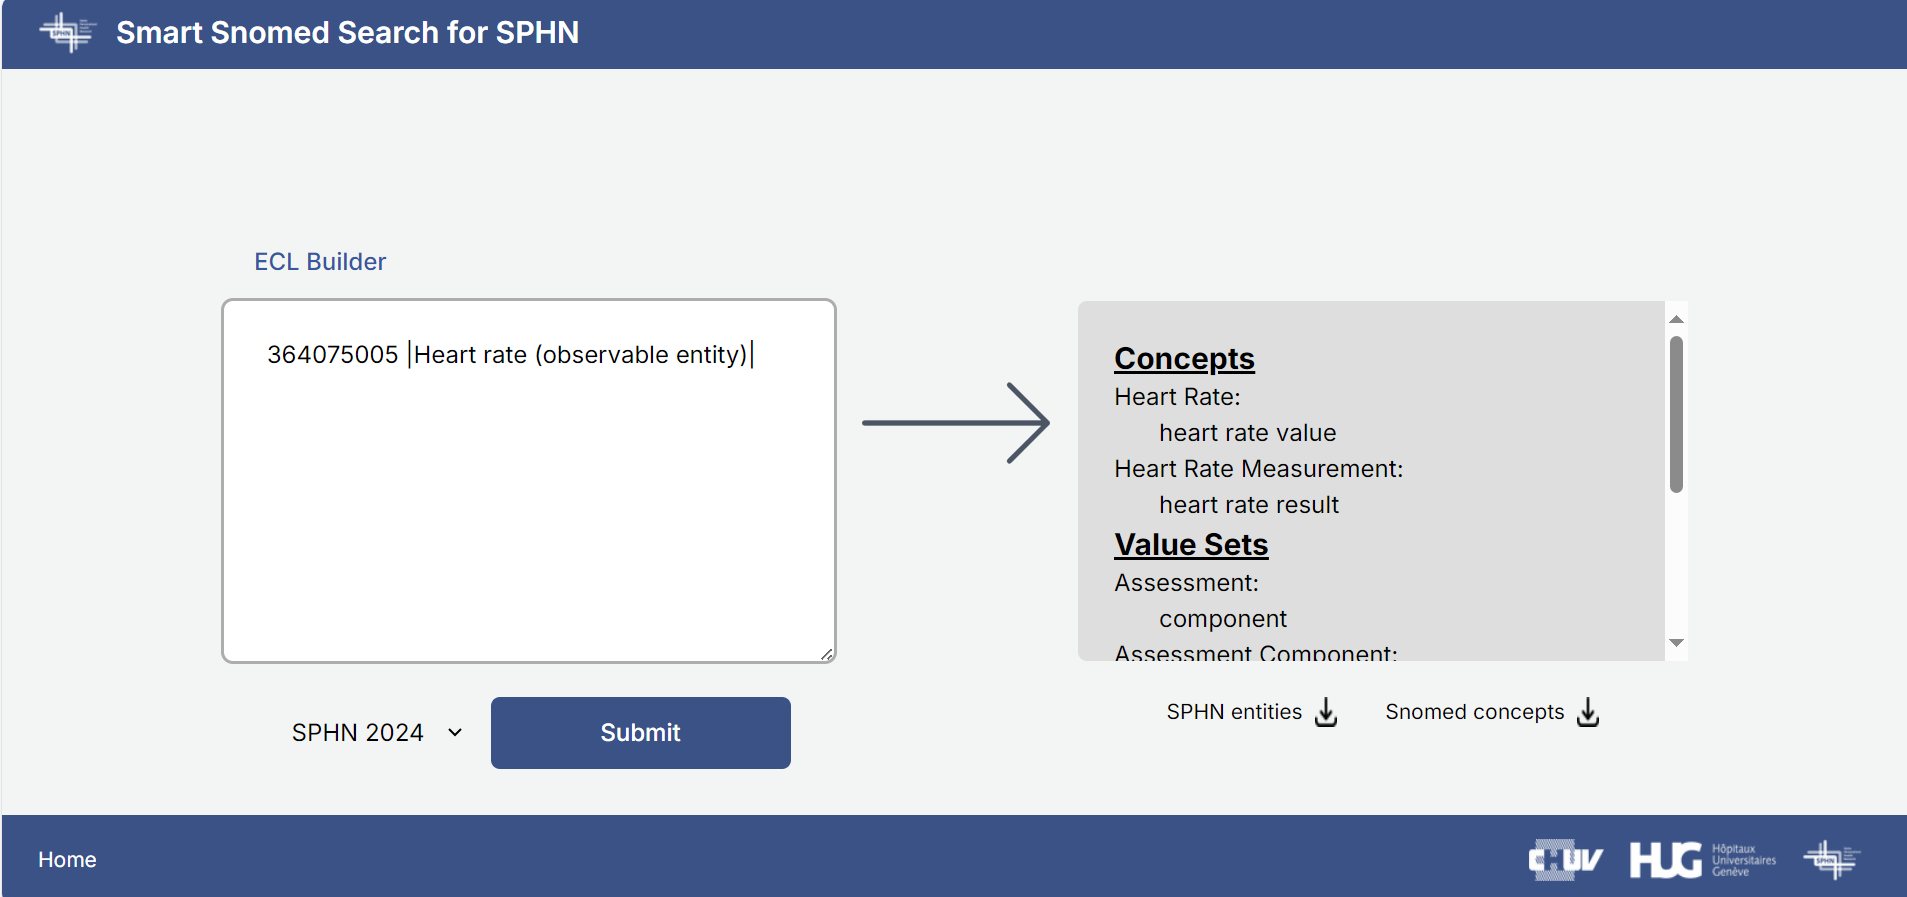 SPHN
Smart Snomed Search for SPHN
ECL Builder
364075005 |Heart rate (observable entity)|
Concepts
Heart Rate:
heart rate value
Heart Rate Measurement:
heart rate result
Value Sets
Assessment:
component
Assessment Component:
SPHN 2024
Submit
SPHN entities
Snomed concepts
Home
CHUV
HUG
Hôpitaux
Universitaires
Genève
SPHN